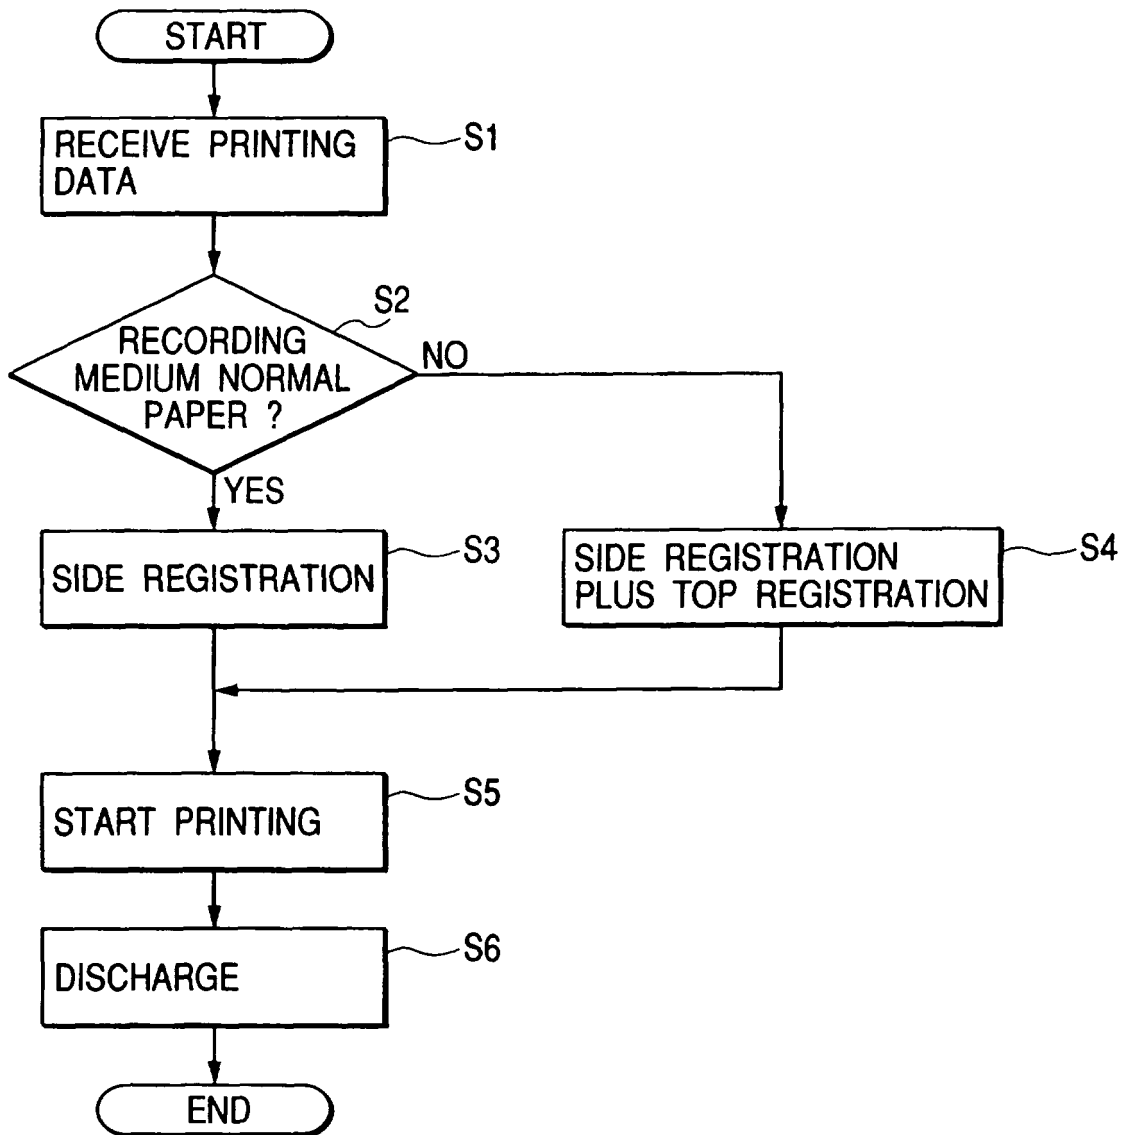 START
RECEIVE PRINTING
DATA
S1
S2
RECORDING
MEDIUM NORMAL
PAPER ?
NO
YES
SIDE REGISTRATION
S3
SIDE REGISTRATION
PLUS TOP REGISTRATION
S4
START PRINTING
S5
DISCHARGE
S6
END